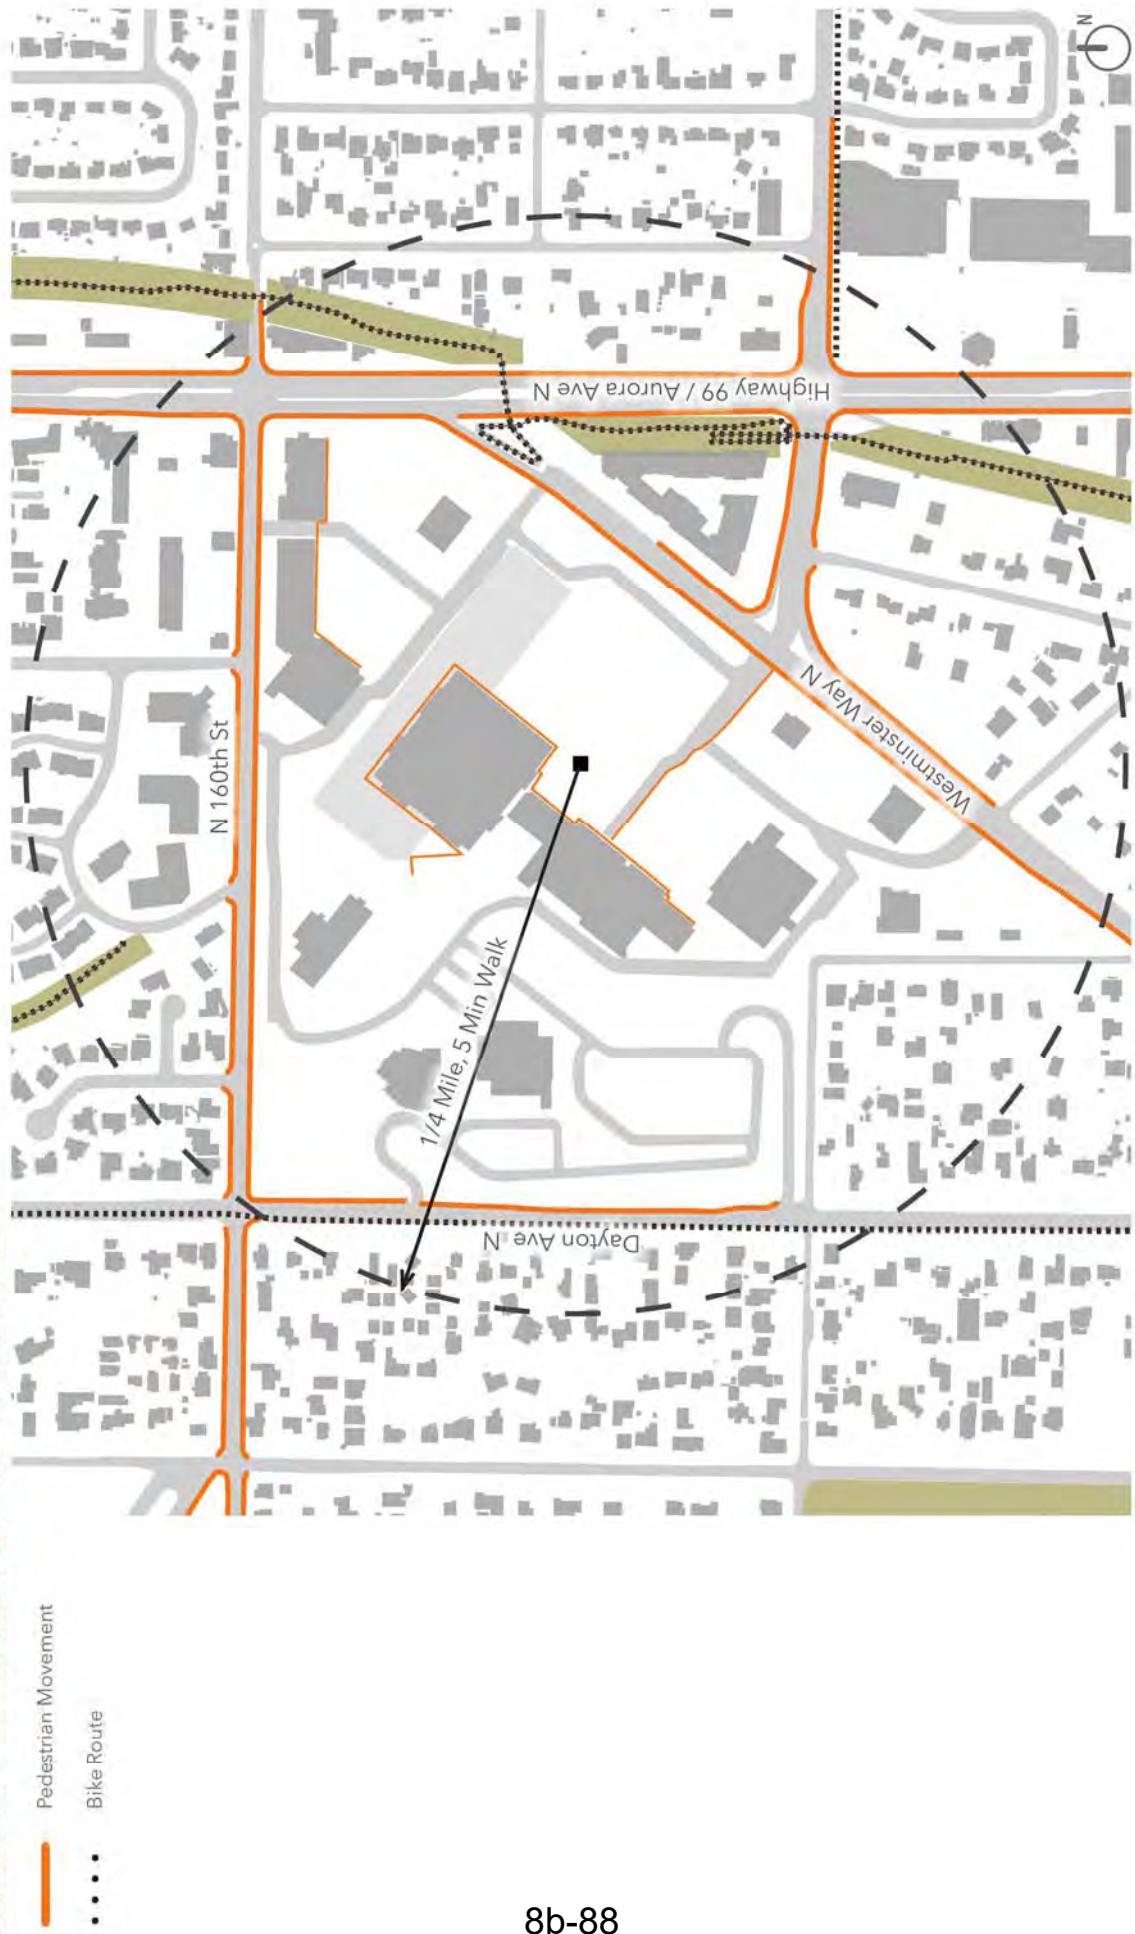 Pedestrian Movement
Bike Route
N
Highway 99 / Aurora Ave N
N 160th St
Westminster Way N
1/4 Mile, 5 Min Walk
Dayton Ave N
8b-88